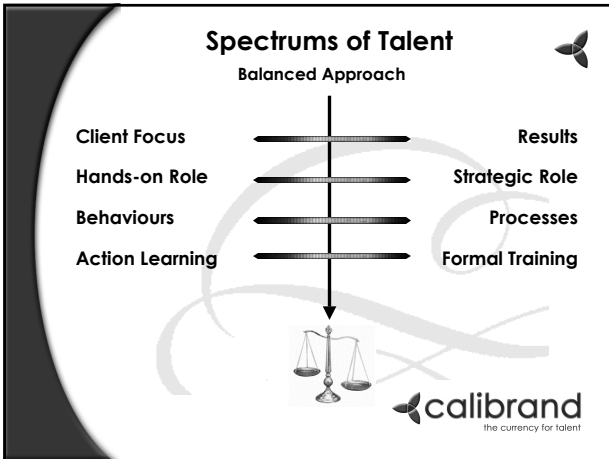 Spectrums of Talent
Balanced Approach
Client Focus Results
Hands-on Role Strategic Role
Behaviours Processes
Action Learning Formal Training
calibrand
the currency for talent